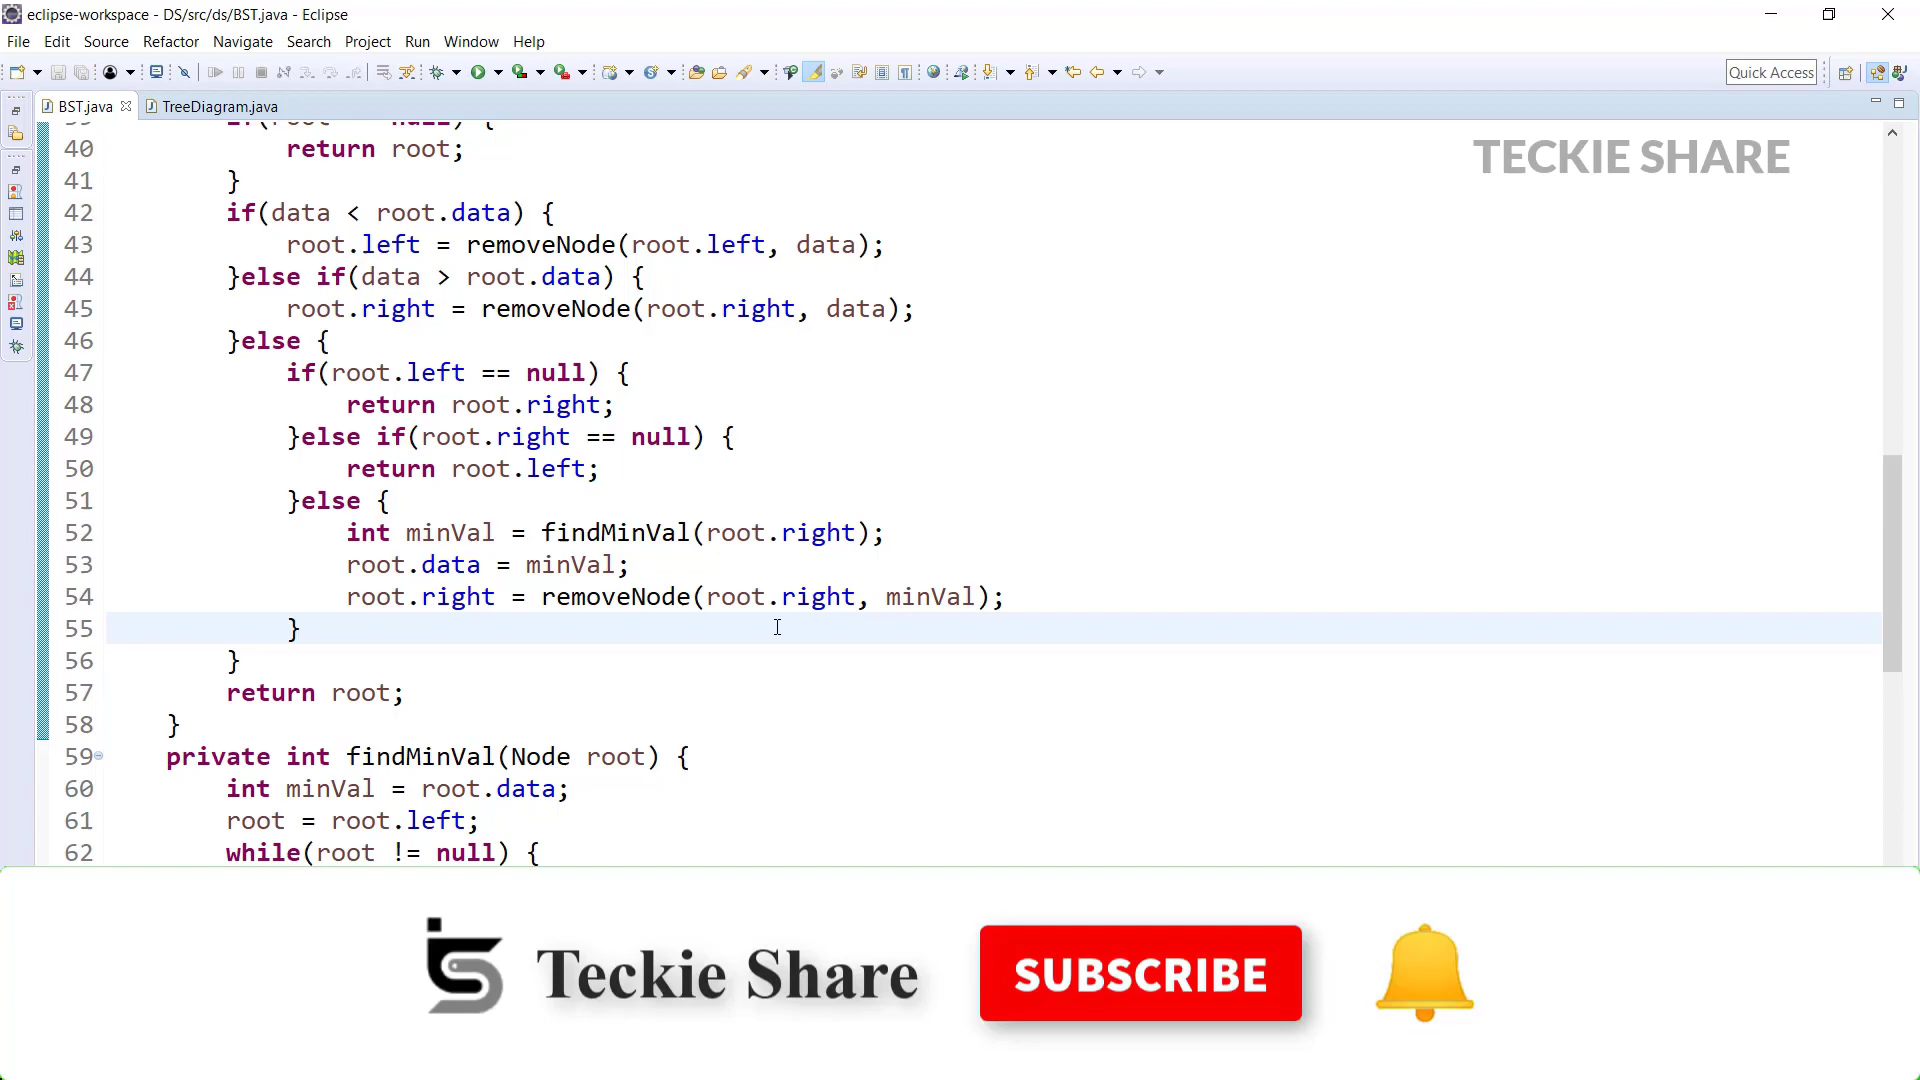 eclipse-workspace - DS/src/ds/BST.java - Eclipse
File Edit Source Refactor Navigate Search Project Run Window Help
Quick Access
BST.java TreeDiagram.java
TECKIE SHARE
40 return root;
41 }
42 if(data < root.data) {
43 root.left = removeNode(root.left, data);
44 }else if(data > root.data) {
45 root.right = removeNode(root.right, data);
46 }else {
47 if(root.left == null) {
48 return root.right;
49 }else if(root.right == null) {
50 return root.left;
51 }else {
52 int minVal = findMinVal(root.right);
53 root.data = minVal;
54 root.right = removeNode(root.right, minVal);
55 }
56 }
57 return root;
58 }
59 private int findMinVal(Node root) {
60 int minVal = root.data;
61 root = root.left;
62 while(root != null) {
Teckie Share SUBSCRIBE